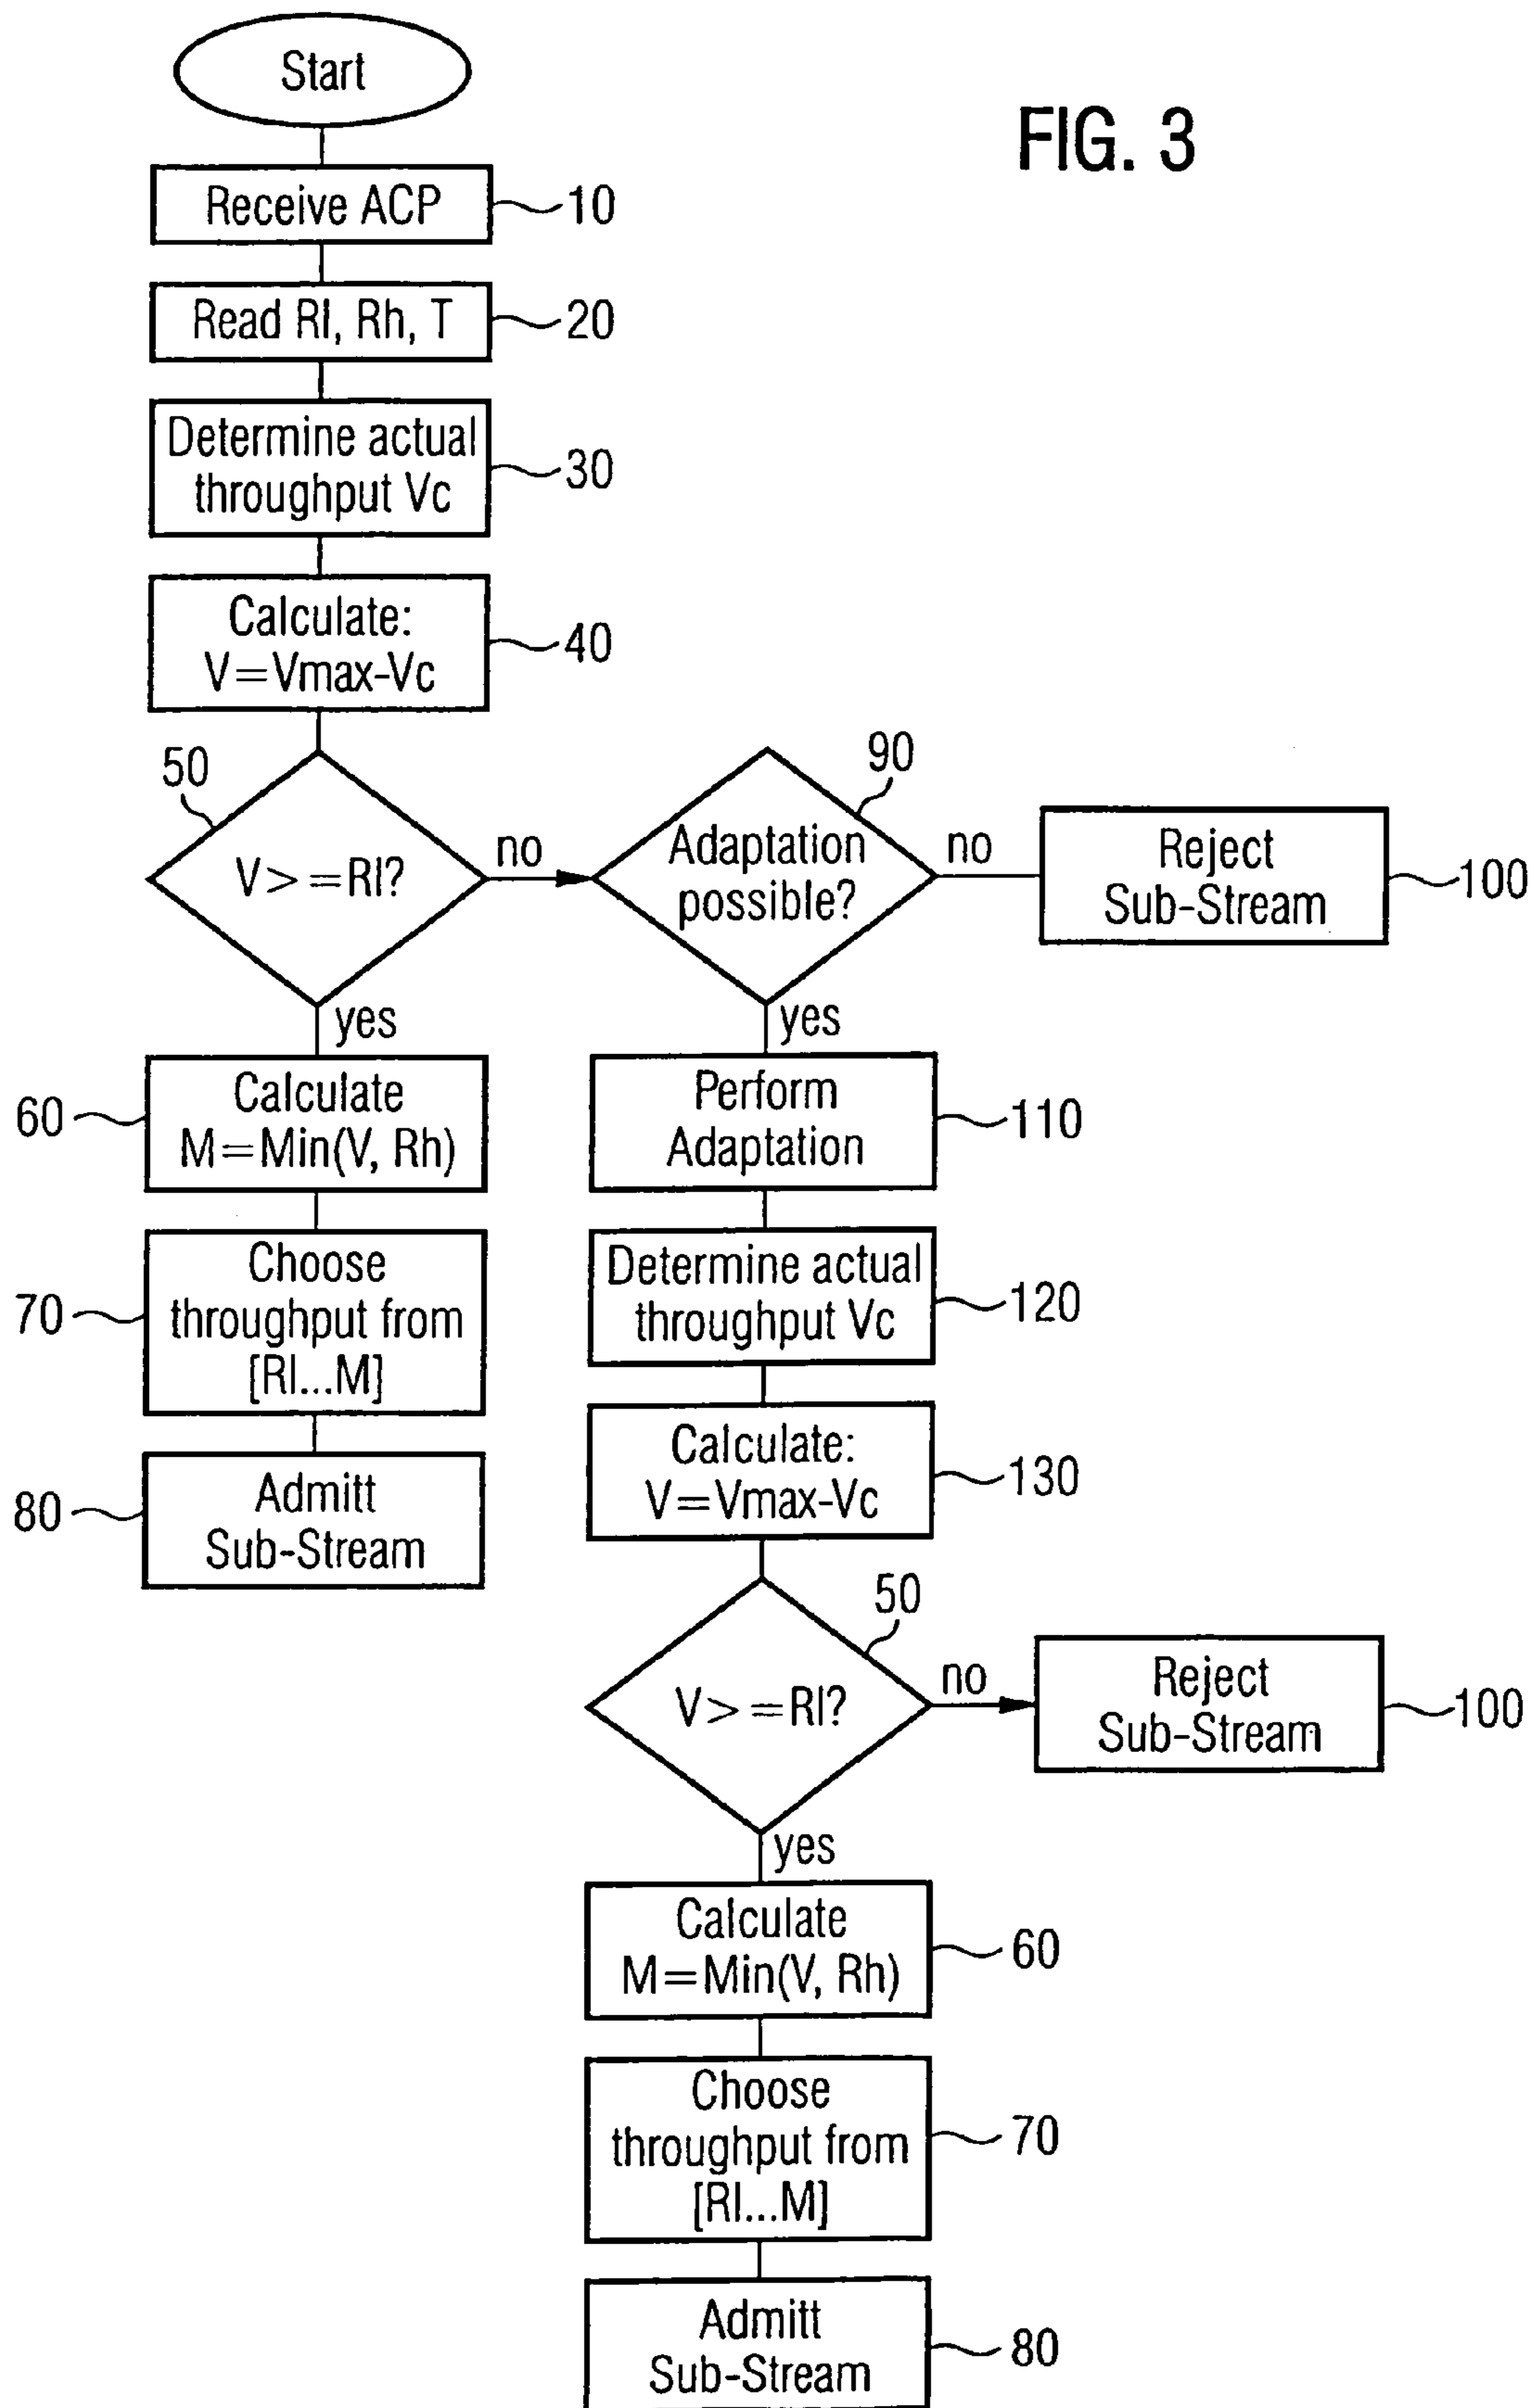 Start
FIG. 3
Receive ACP
10
Read Rl, Rh, T
20
Determine actual
throughput Vc
30
Calculate:
V=Vmax-Vc
40
50
V>=Rl?
no
90
Adaptation
possible?
no
Reject
Sub-Stream
100
yes
60
Calculate
M=Min(V, Rh)
70
Choose
throughput from
[Rl...M]
80
Admitt
Sub-Stream
yes
Perform
Adaptation
110
Determine actual
throughput Vc
120
Calculate:
V=Vmax-Vc
130
50
V>=Rl?
no
Reject
Sub-Stream
100
yes
Calculate
M=Min(V, Rh)
60
Choose
throughput from
[Rl...M]
70
Admitt
Sub-Stream
80